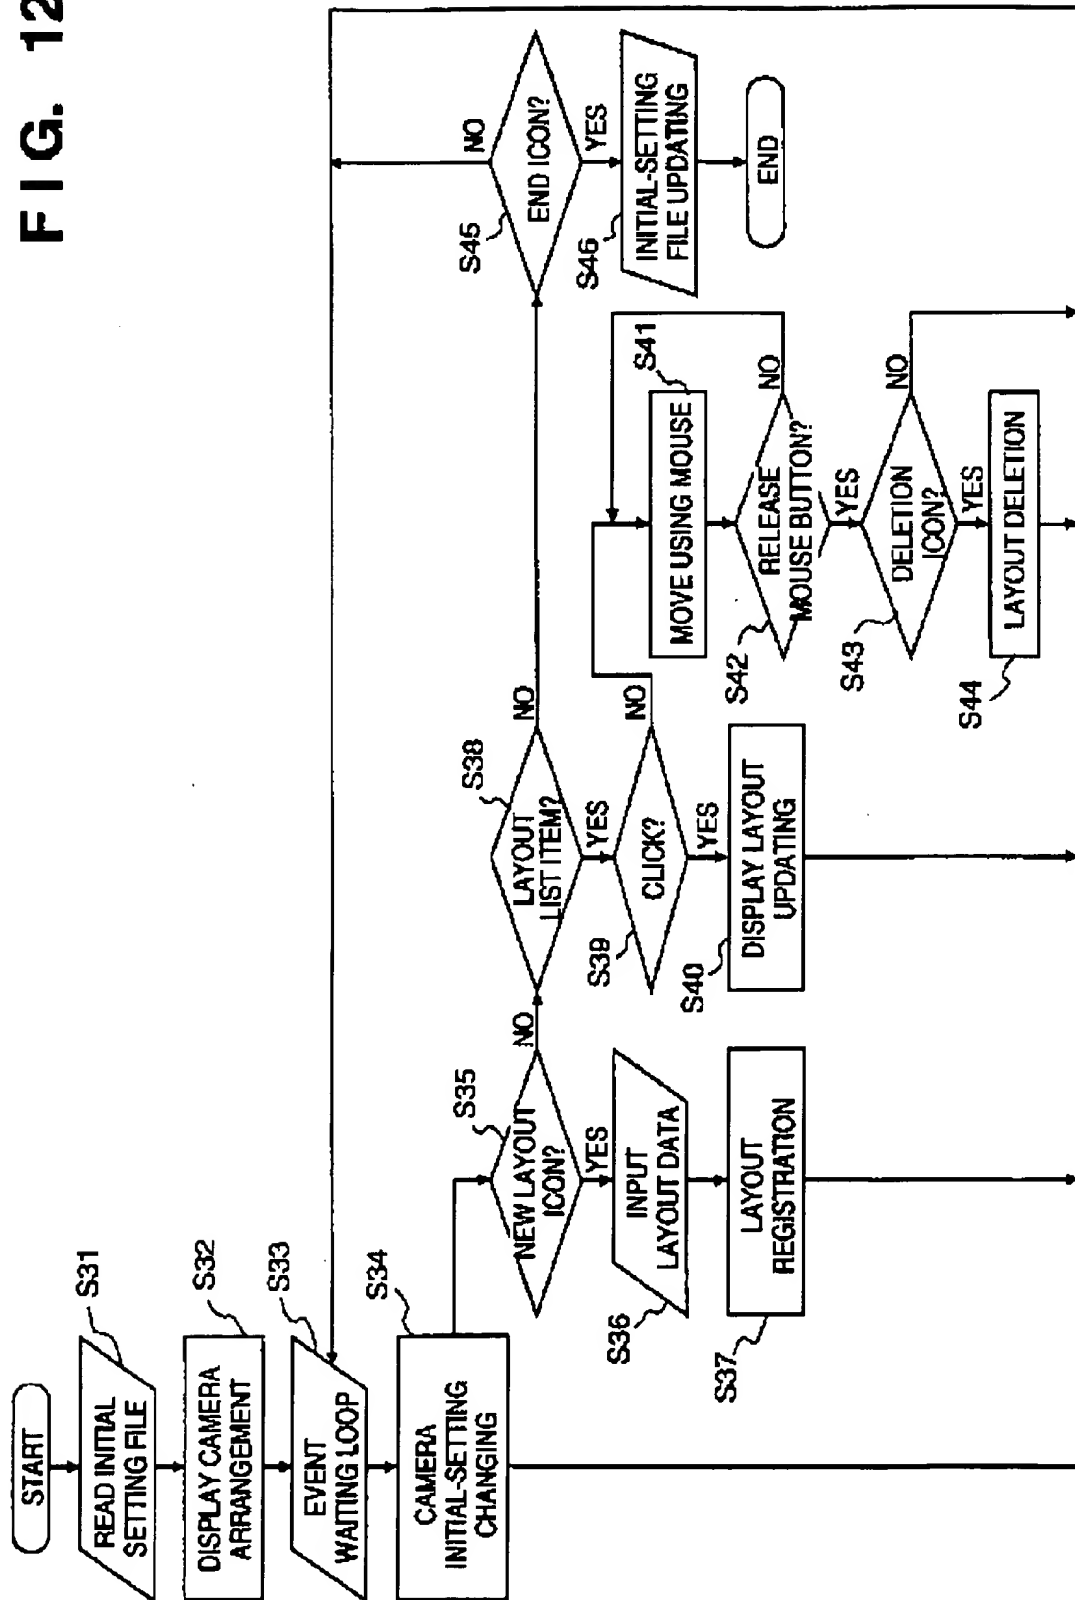 FIG. 12
START
READ INITIAL
SETTING FILE
S31
DISPLAY CAMERA
ARRANGEMENT
S32
EVENT
WAITING LOOP
S33
CAMERA
INITIAL-SETTING
CHANGING
S34
NEW LAYOUT
ICON?
S35
NO
YES
INPUT
LAYOUT DATA
S36
LAYOUT
REGISTRATION
S37
LAYOUT
LIST ITEM?
S38
NO
YES
CLICK?
S39
NO
YES
DISPLAY LAYOUT
UPDATING
S40
MOVE USING MOUSE
S41
RELEASE
MOUSE BUTTON?
S42
NO
YES
DELETION
ICON?
S43
NO
YES
LAYOUT DELETION
S44
END ICON?
S45
NO
YES
INITIAL-SETTING
FILE UPDATING
S46
END